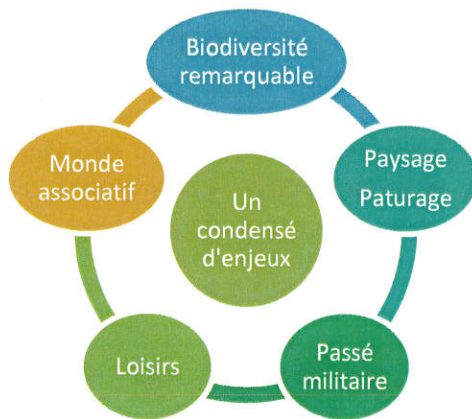 Biodiversité
remarquable
Paysage
Paturage
Passé
militaire
Loisirs
Monde
associatif
Un
condensé
d'enjeux